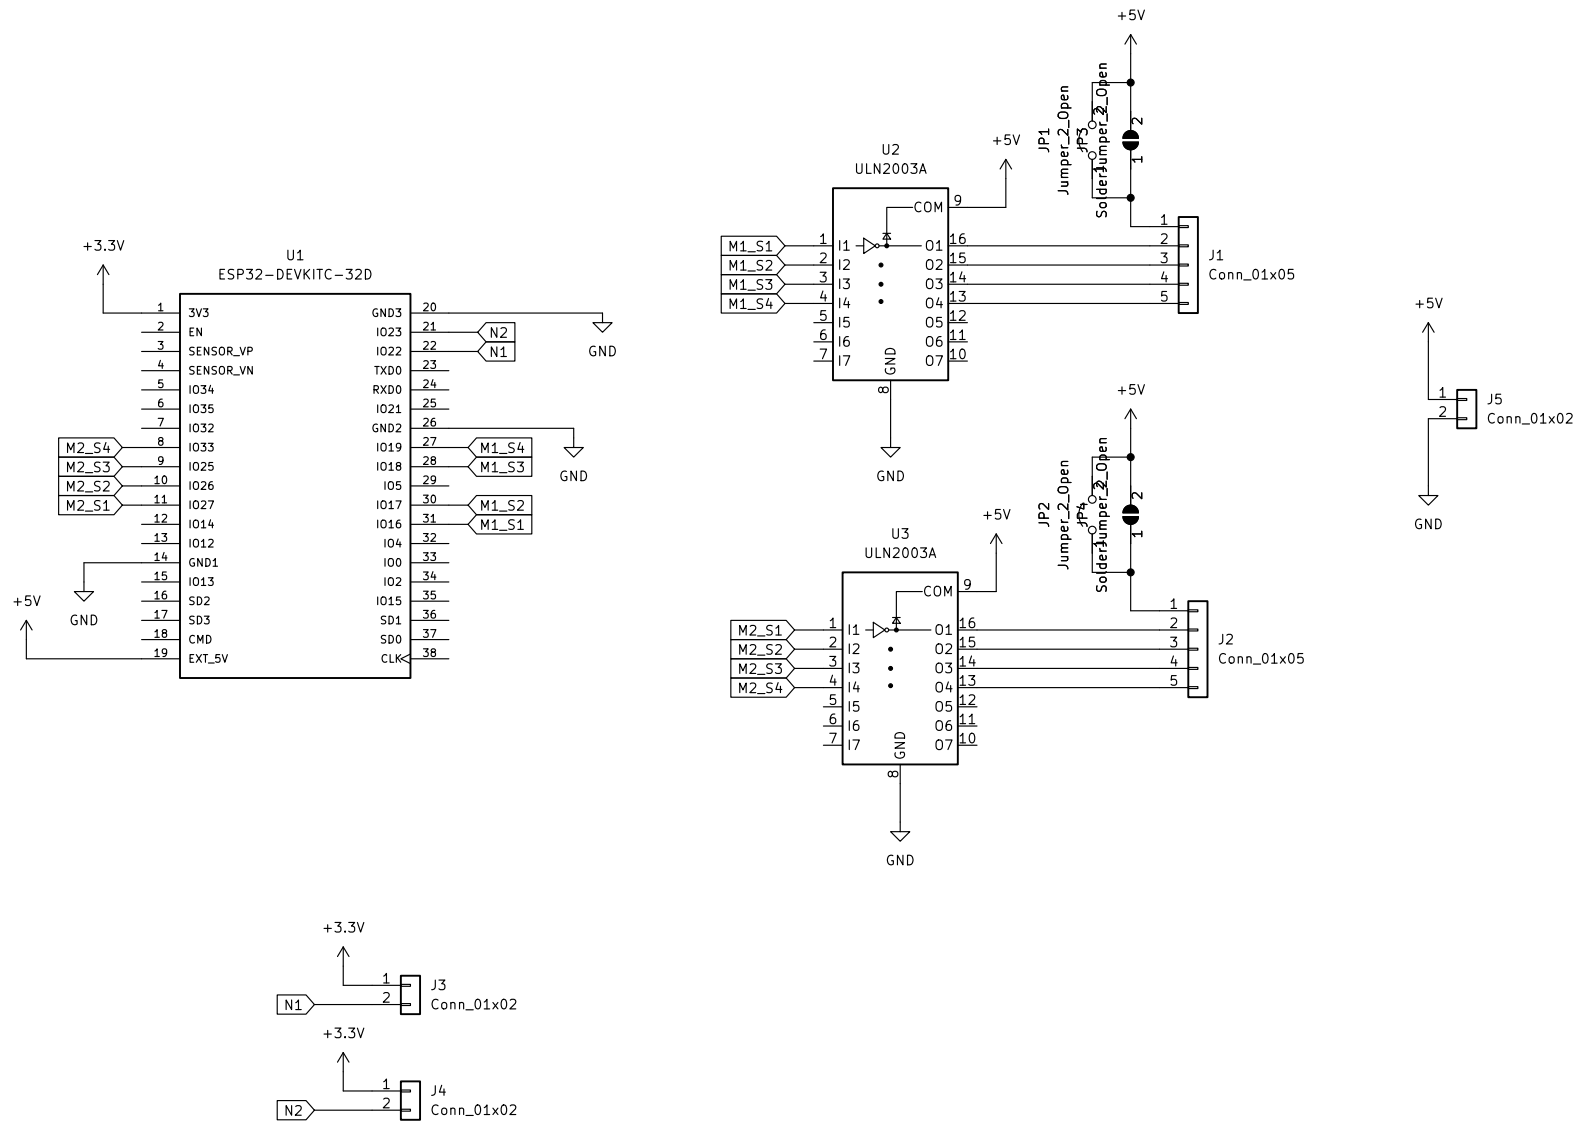 +5V
JP1
Jumper_2_Open
2
1
JP3
SolderJumper_2_Open
2
1
+5V
U2
ULN2003A
COM 9
M1_S1 1 I1 O1 16
M1_S2 2 I2 O2 15
M1_S3 3 I3 O3 14
M1_S4 4 I4 O4 13
5 I5 O5 12
6 I6 O6 11
7 I7 O7 10
GND
8
GND
1
2
3
4
5
J1
Conn_01x05
+3.3V
U1
ESP32-DEVKITC-32D
1 3V3 GND3 20
2 EN IO23 21 N2
3 SENSOR_VP IO22 22 N1
4 SENSOR_VN TXD0 23
5 IO34 RXD0 24
6 IO35 IO21 25
7 IO32 GND2 26
M2_S4 8 IO33 IO19 27 M1_S4
M2_S3 9 IO25 IO18 28 M1_S3
M2_S2 10 IO26 IO5 29
M2_S1 11 IO27 IO17 30 M1_S2
12 IO14 IO16 31 M1_S1
13 IO12 IO4 32
14 GND1 IO0 33
15 IO13 IO2 34
16 SD2 IO15 35
17 SD3 SD1 36
18 CMD SD0 37
19 EXT_5V CLK 38
GND
GND
GND
+5V
+5V
1
2
J5
Conn_01x02
GND
+5V
JP2
Jumper_2_Open
2
1
JP4
SolderJumper_2_Open
2
1
+5V
U3
ULN2003A
COM 9
M2_S1 1 I1 O1 16
M2_S2 2 I2 O2 15
M2_S3 3 I3 O3 14
M2_S4 4 I4 O4 13
5 I5 O5 12
6 I6 O6 11
7 I7 O7 10
GND
8
GND
1
2
3
4
5
J2
Conn_01x05
+3.3V
1
N1 2
J3
Conn_01x02
+3.3V
1
N2 2
J4
Conn_01x02